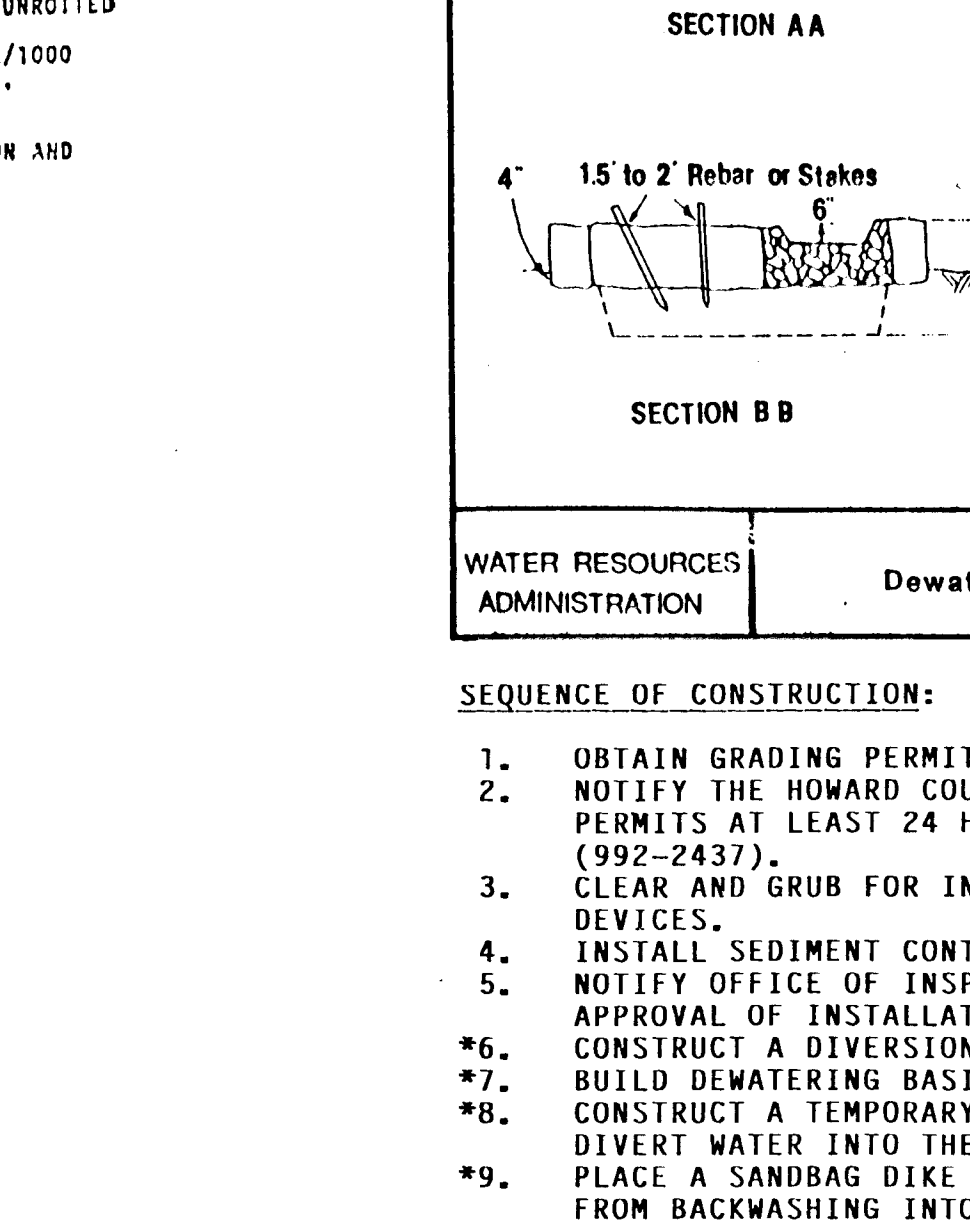 UNROTTED
/1000
ON AND
SECTION AA
4" 1.5' to 2' Rebar or Stakes
6"
SECTION BB
WATER RESOURCES
ADMINISTRATION
Dewat
SEQUENCE OF CONSTRUCTION:
1. OBTAIN GRADING PERMIT
2. NOTIFY THE HOWARD COU
PERMITS AT LEAST 24 H
(992-2437).
3. CLEAR AND GRUB FOR IN
DEVICES.
4. INSTALL SEDIMENT CONT
5. NOTIFY OFFICE OF INSP
APPROVAL OF INSTALLAT
*6. CONSTRUCT A DIVERSION
*7. BUILD DEWATERING BASI
*8. CONSTRUCT A TEMPORARY
DIVERT WATER INTO THE
*9. PLACE A SANDBAG DIKE
FROM BACKWASHING INTO